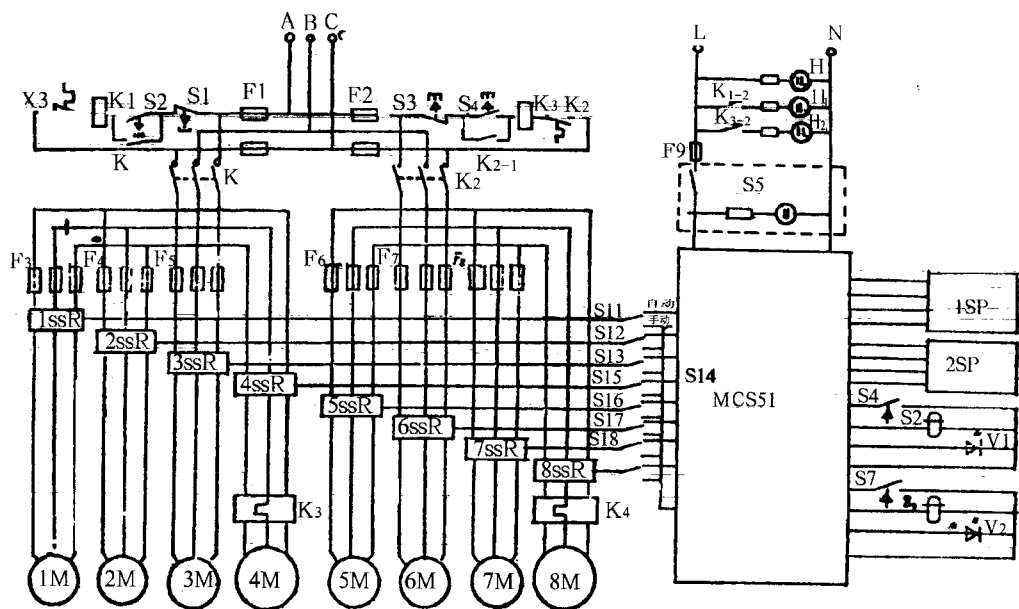 A B C
L N
H
X3 K1 S2 S1 F1 F2 S3 S4 K3 K2
K1-2
K3-2 H2
F9
K K K2 K2-1
S5
F3 F4 F5 F6 F7 F8
1ssR S11 自动
手动
2ssR S12
3ssR S13
4ssR S15 S14
5ssR S16
6ssR S17
7ssR S18
8ssR
MCS51
1SP
2SP
S4 S2 V1
S7 V2
K3 K4
1M 2M 3M 4M 5M 6M 7M 8M